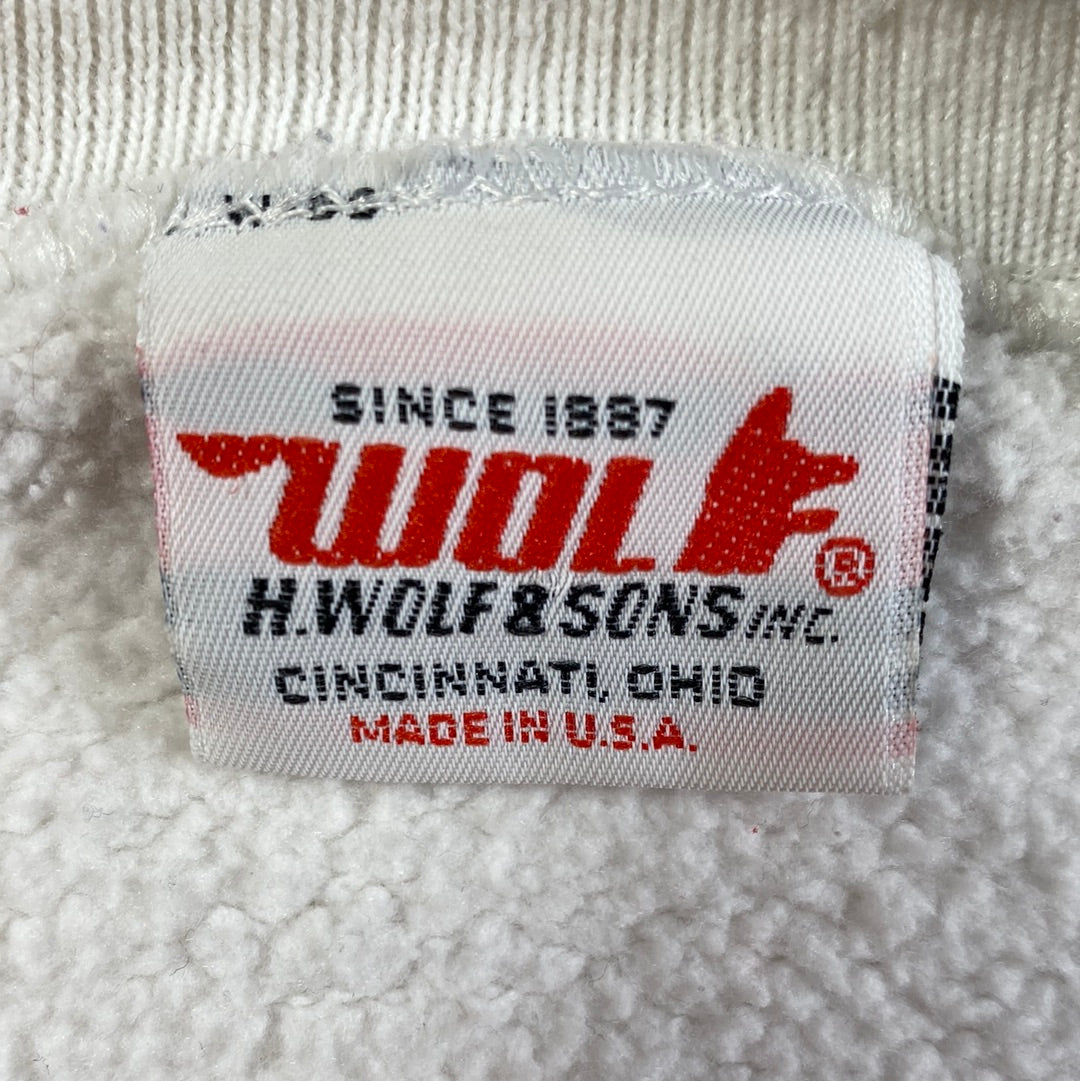 SINCE 1887
WOLF ®
H. WOLF & SONS INC.
CINCINNATI, OHIO
MADE IN U.S.A.